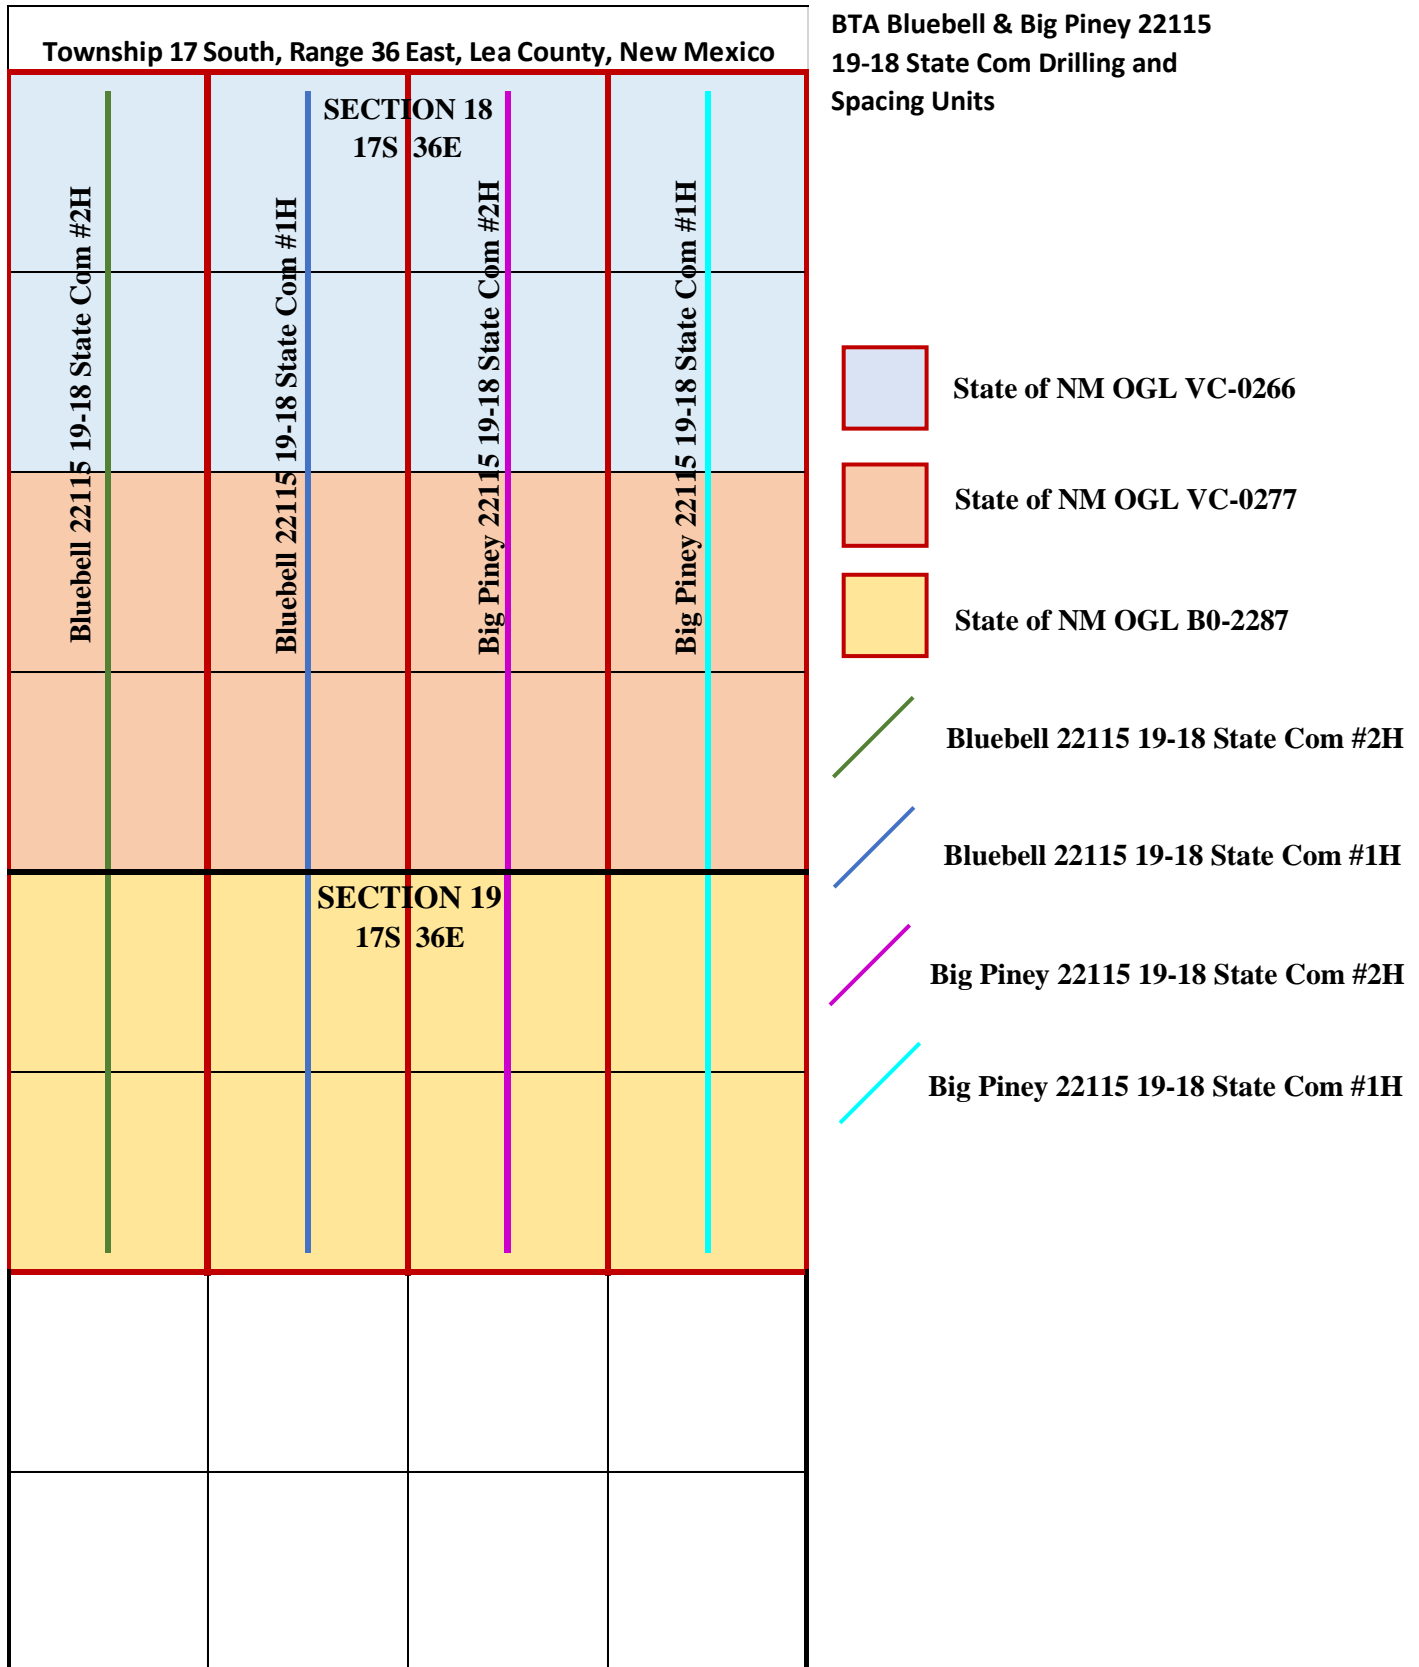 Township 17 South, Range 36 East, Lea County, New Mexico
BTA Bluebell & Big Piney 22115
19-18 State Com Drilling and
Spacing Units
SECTION 18
17S 36E
Bluebell 22115 19-18 State Com #2H
Bluebell 22115 19-18 State Com #1H
Big Piney 22115 19-18 State Com #2H
Big Piney 22115 19-18 State Com #1H
SECTION 19
17S 36E
State of NM OGL VC-0266
State of NM OGL VC-0277
State of NM OGL B0-2287
Bluebell 22115 19-18 State Com #2H
Bluebell 22115 19-18 State Com #1H
Big Piney 22115 19-18 State Com #2H
Big Piney 22115 19-18 State Com #1H